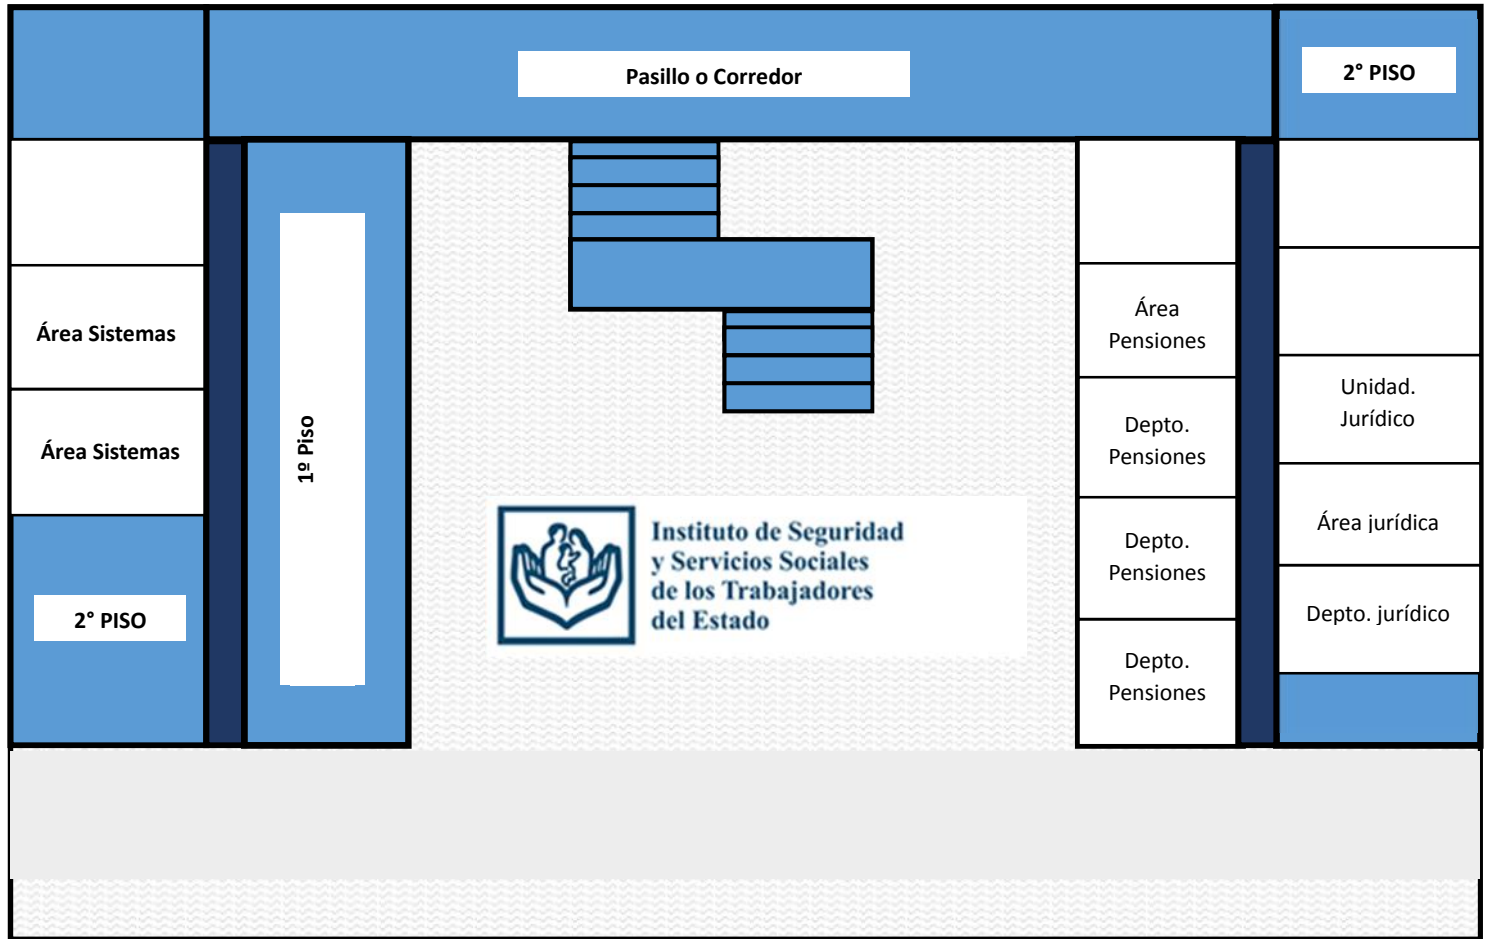 Pasillo o Corredor
2° PISO
Área Sistemas
Área Sistemas
2° PISO
1º Piso
Instituto de Seguridad
y Servicios Sociales
de los Trabajadores
del Estado
Área
Pensiones
Depto.
Pensiones
Depto.
Pensiones
Depto.
Pensiones
Unidad.
Jurídico
Área jurídica
Depto. jurídico